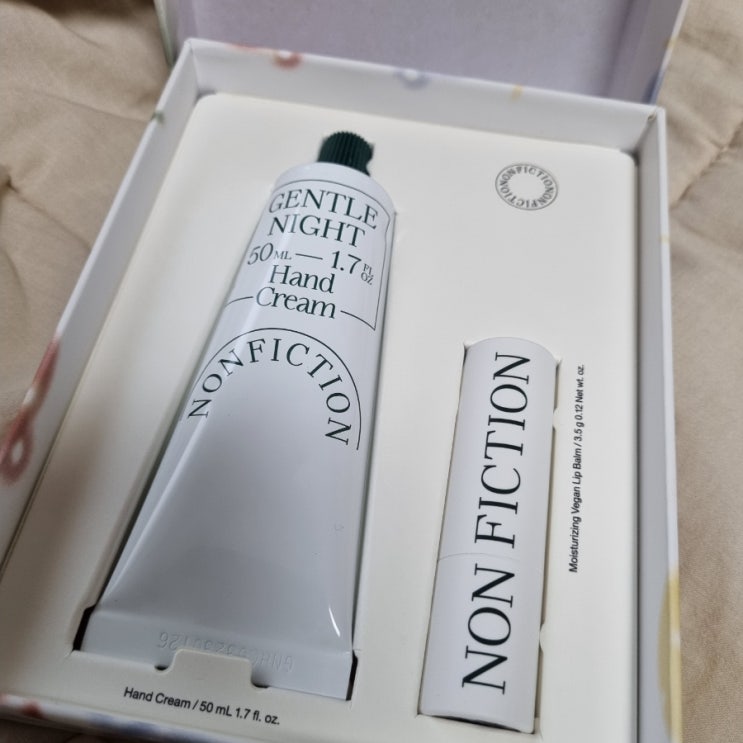 GENTLE
NIGHT
50 ML — 1.7 FL OZ
Hand
Cream
NONFICTION
NONFICTIONNONFICTION
NON FICTION
Moisturizing Vegan Lip Balm / 3.5 g 0.12 Net wt. oz.
Hand Cream / 50 mL 1.7 fl. oz.